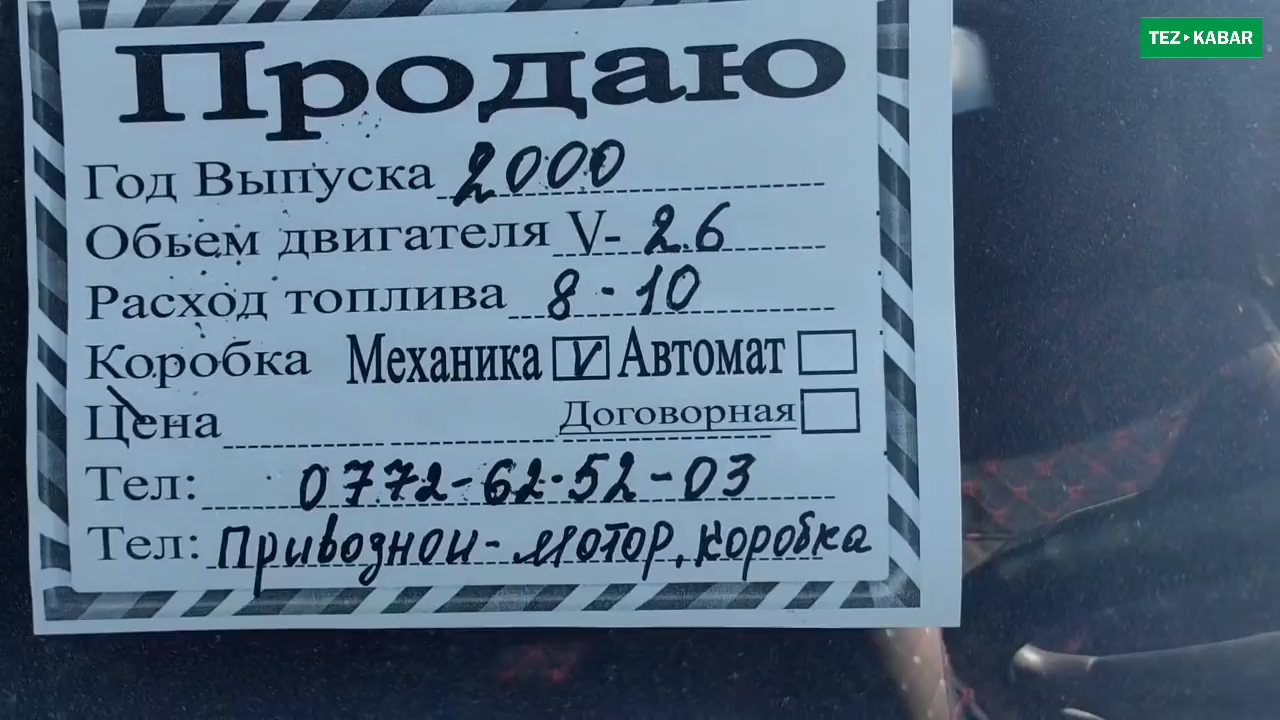 TEZ KABAR
Продаю
Год Выпуска 2000
Обьем двигателя V- 2.6
Расход топлива 8 - 10
Коробка Механика V Автомат
Цена Договорная
Тел: 0772-62-52-03
Тел: Привозной - мотор, коробка